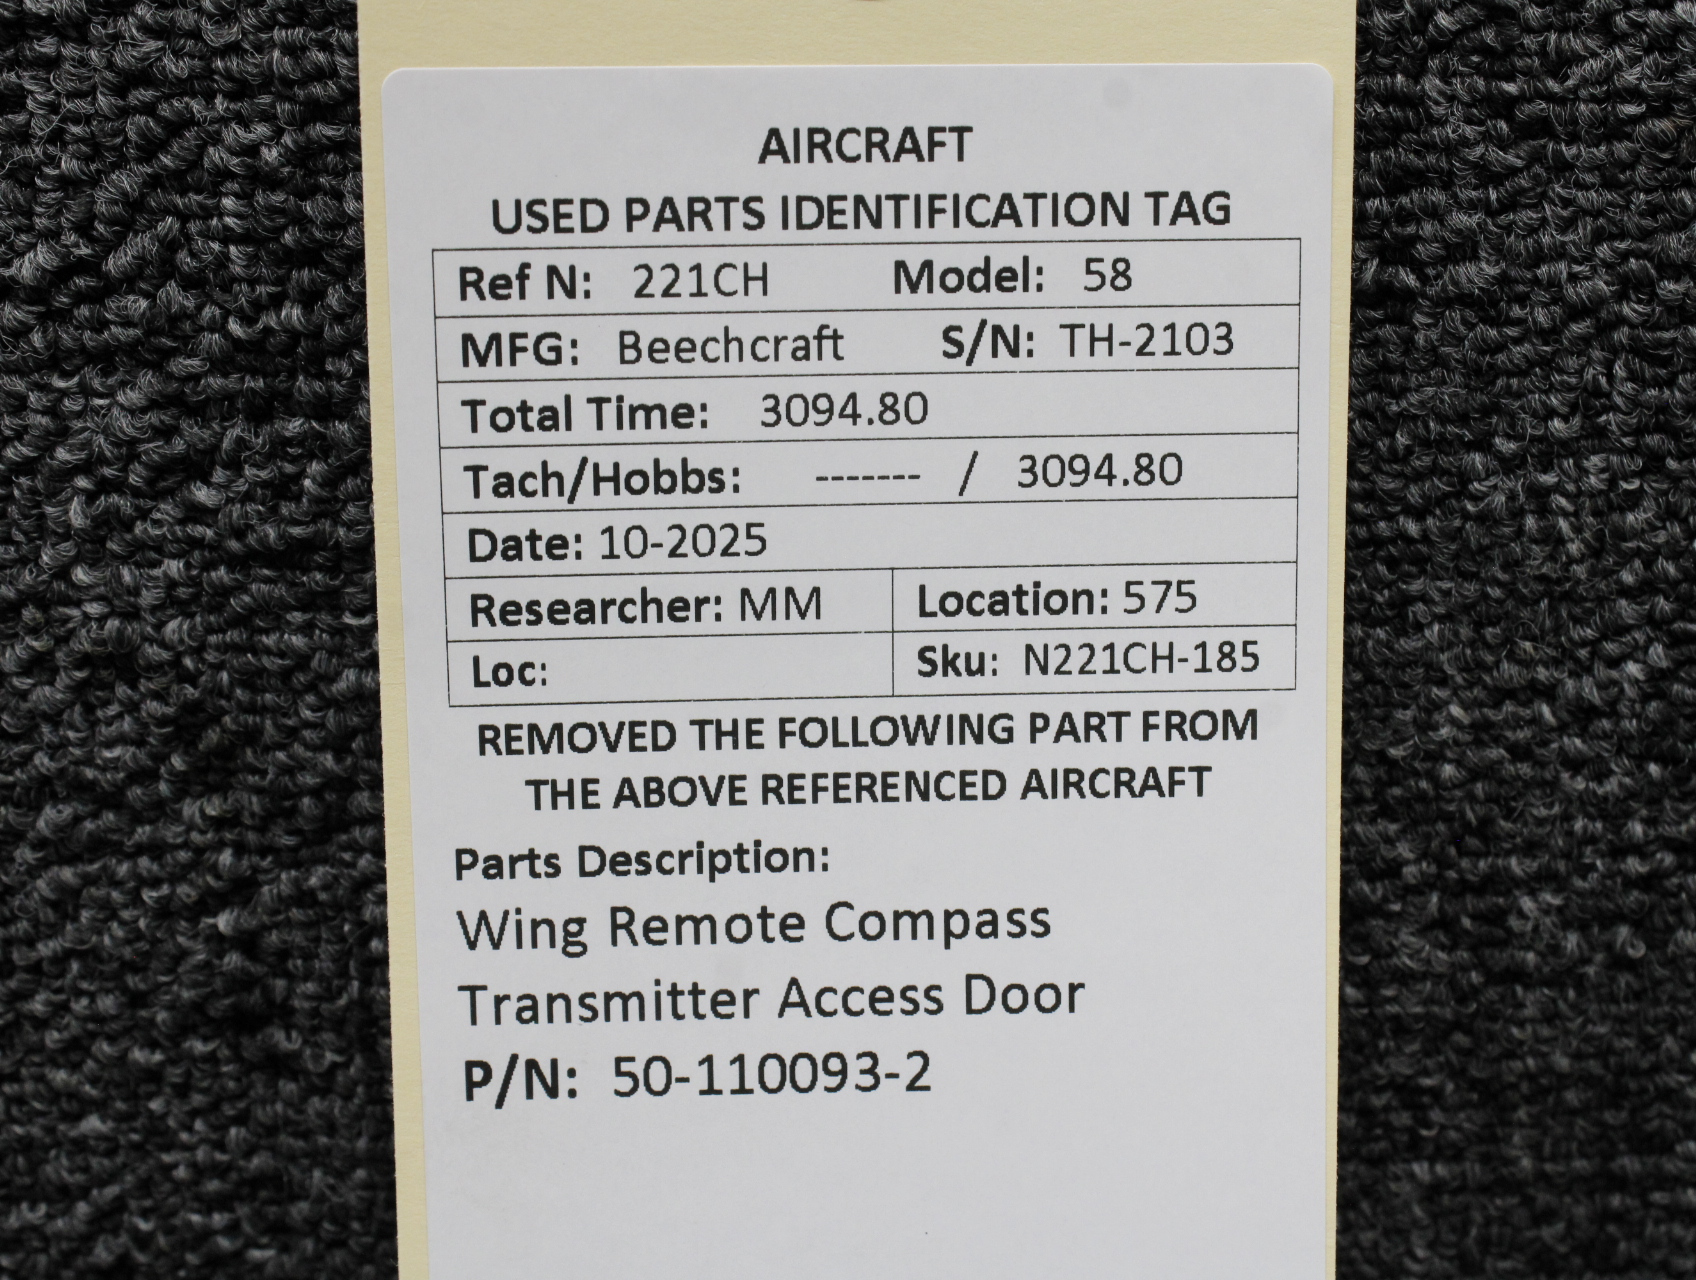 AIRCRAFT
USED PARTS IDENTIFICATION TAG
Ref N: 221CH Model: 58
MFG: Beechcraft S/N: TH-2103
Total Time: 3094.80
Tach/Hobbs: ------- / 3094.80
Date: 10-2025
Researcher: MM Location: 575
Loc: Sku: N221CH-185
REMOVED THE FOLLOWING PART FROM
THE ABOVE REFERENCED AIRCRAFT
Parts Description:
Wing Remote Compass
Transmitter Access Door
P/N: 50-110093-2